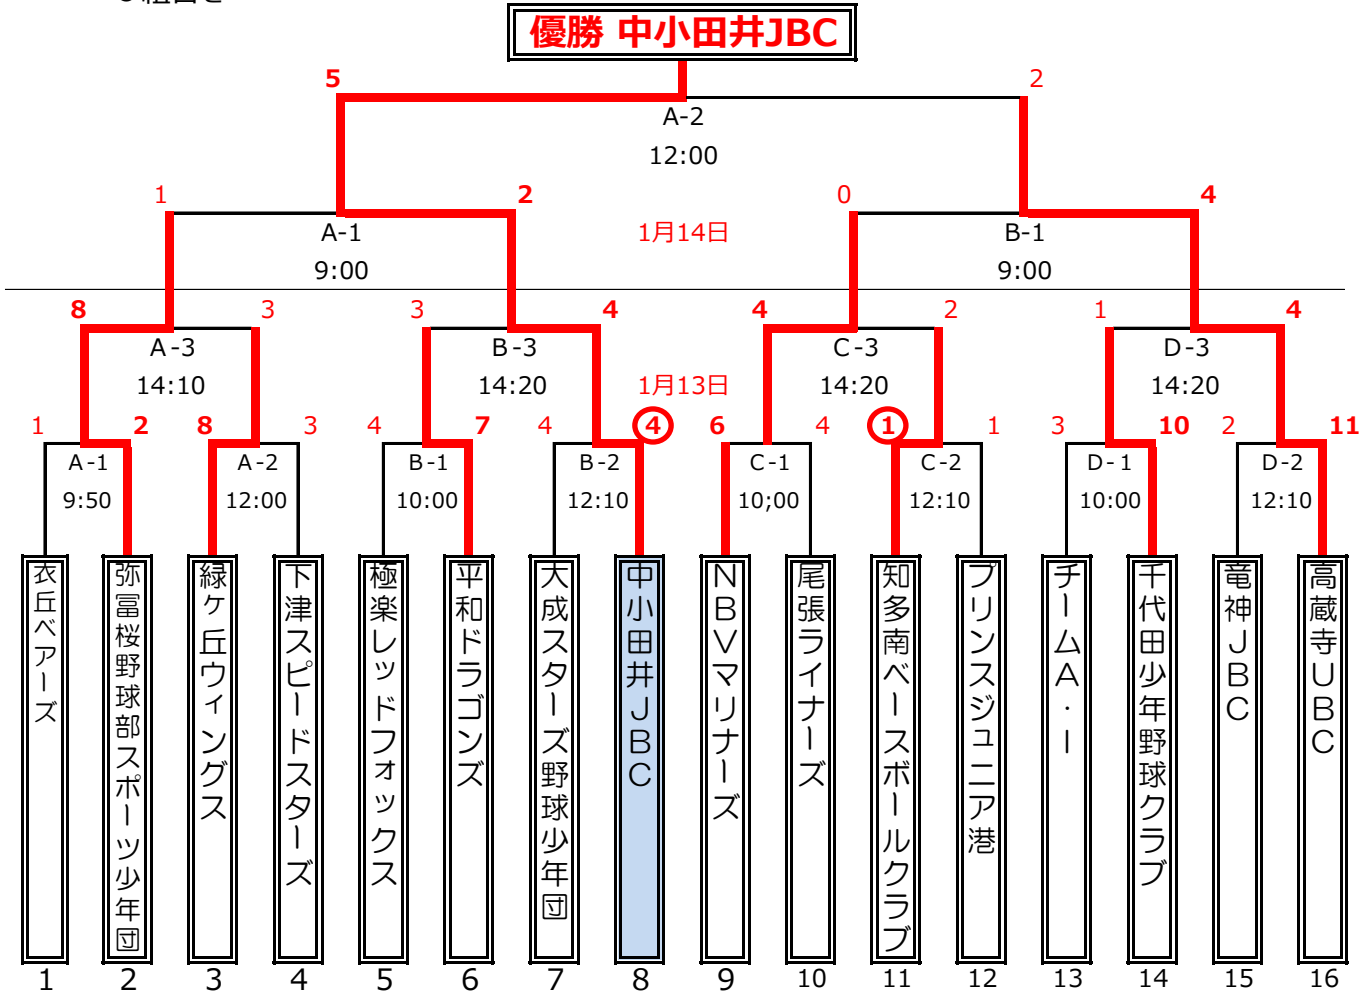 優勝 中小田井JBC
5 2
A-2
12:00
1 2 0 4
A-1 1月14日 B-1
9:00 9:00
8 3 3 4 4 2 1 4
A-3 B-3 C-3 D-3
14:10 14:20 1月13日 14:20 14:20
1 2 8 3 4 7 4 4 6 4 1 1 3 10 2 11
A-1 A-2 B-1 B-2 C-1 C-2 D-1 D-2
9:50 12:00 10:00 12:10 10;00 12:10 10:00 12:10
衣丘ベアーズ
弥冨桜野球部スポーツ少年団
緑ヶ丘ウィングス
下津スピードスターズ
極楽レッドフォックス
平和ドラゴンズ
大成スターズ野球少年団
中小田井JBC
NBVマリナーズ
尾張ライナーズ
知多南ベースボールクラブ
プリンスジュニア港
チームA・I
千代田少年野球クラブ
竜神JBC
高蔵寺UBC
1 2 3 4 5 6 7 8 9 10 11 12 13 14 15 16